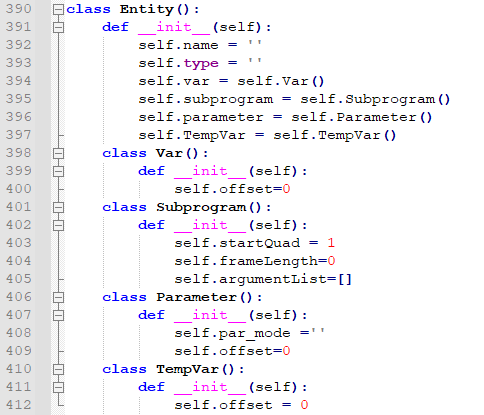 390 class Entity():
391     def __init__(self):
392         self.name = ''
393         self.type = ''
394         self.var = self.Var()
395         self.subprogram = self.Subprogram()
396         self.parameter = self.Parameter()
397         self.TempVar = self.TempVar()
398     class Var():
399         def __init__(self):
400             self.offset=0
401     class Subprogram():
402         def __init__(self):
403             self.startQuad = 1
404             self.frameLength=0
405             self.argumentList=[]
406     class Parameter():
407         def __init__(self):
408             self.par_mode =''
409             self.offset=0
410     class TempVar():
411         def __init__(self):
412             self.offset = 0